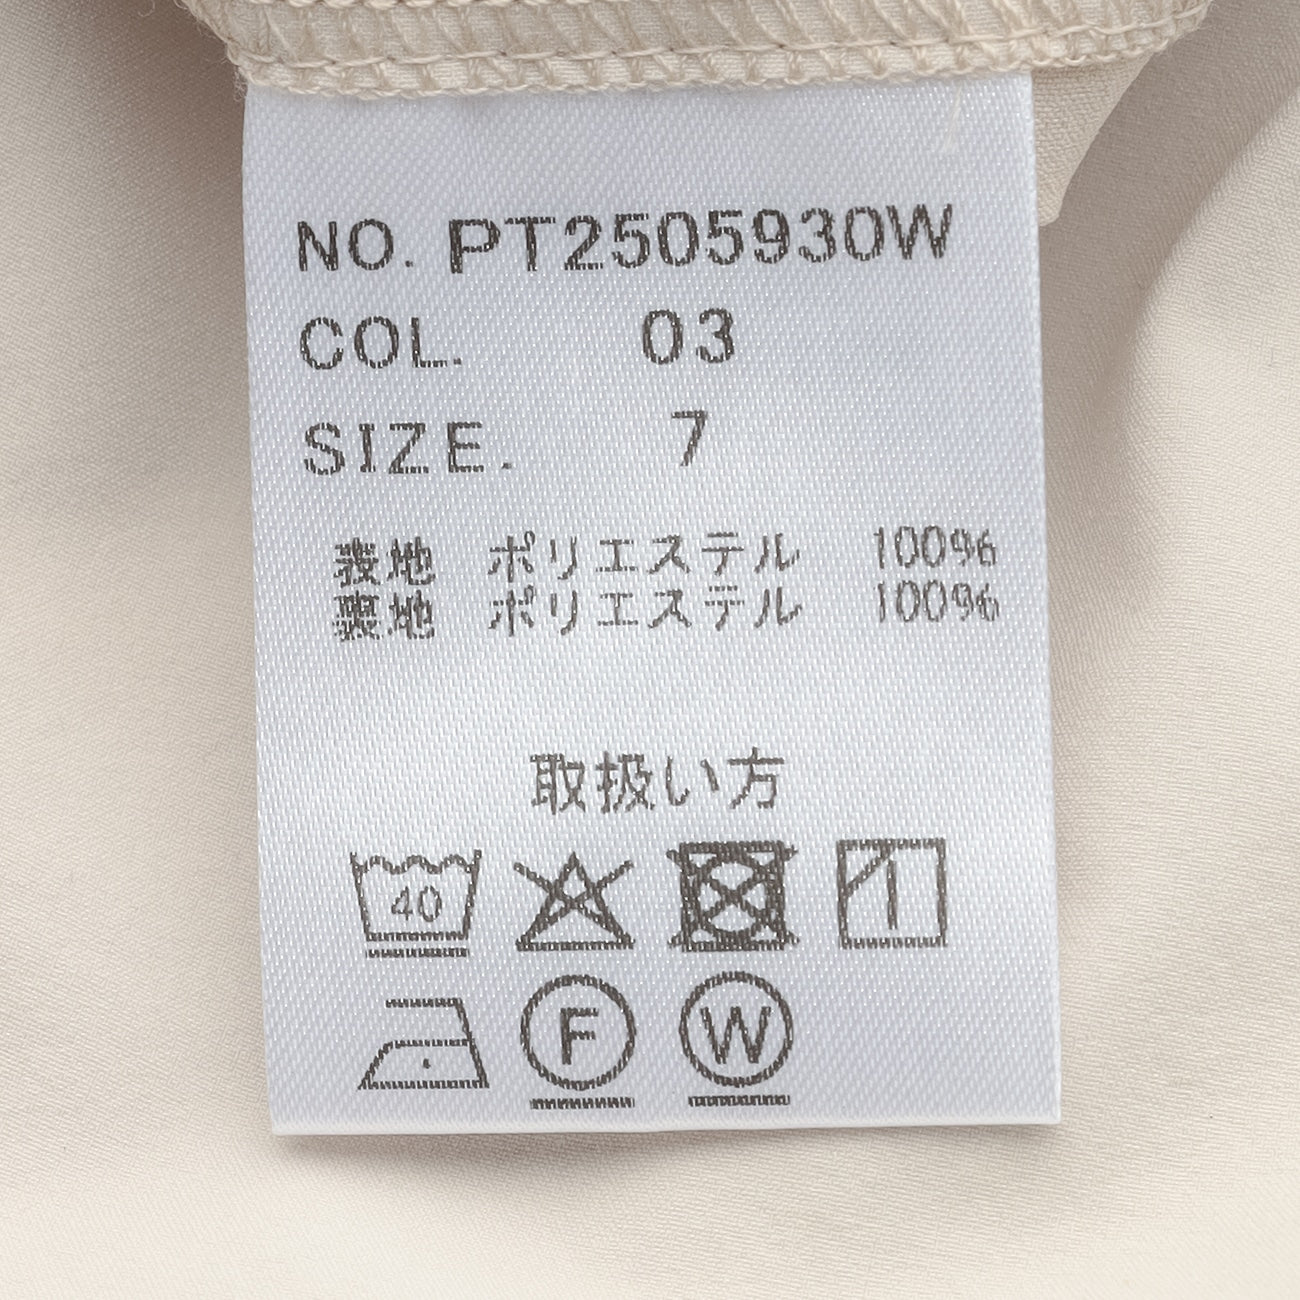 NO. PT2505930W
COL. 03
SIZE. 7
表地 ポリエステル 100%
裏地 ポリエステル 100%
取扱い方
40
F W